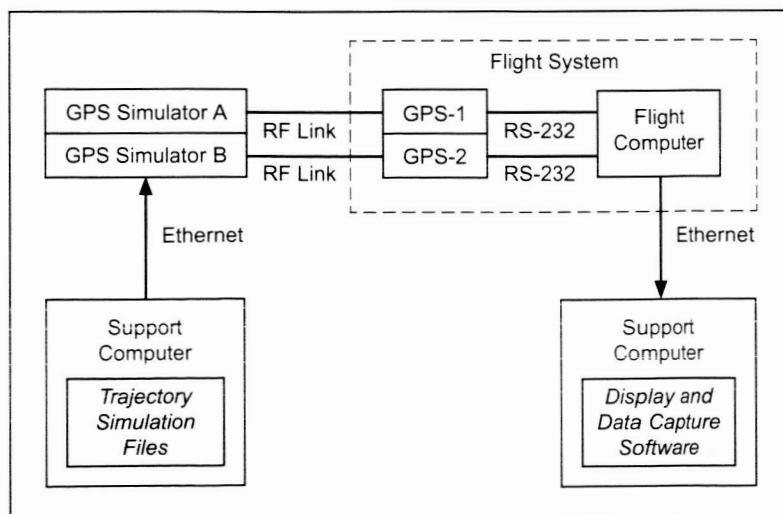 Flight System
GPS Simulator A
RF Link
GPS-1
RS-232
Flight
Computer
GPS Simulator B
RF Link
GPS-2
RS-232
Ethernet
Ethernet
Support
Computer
Trajectory
Simulation
Files
Support
Computer
Display and
Data Capture
Software